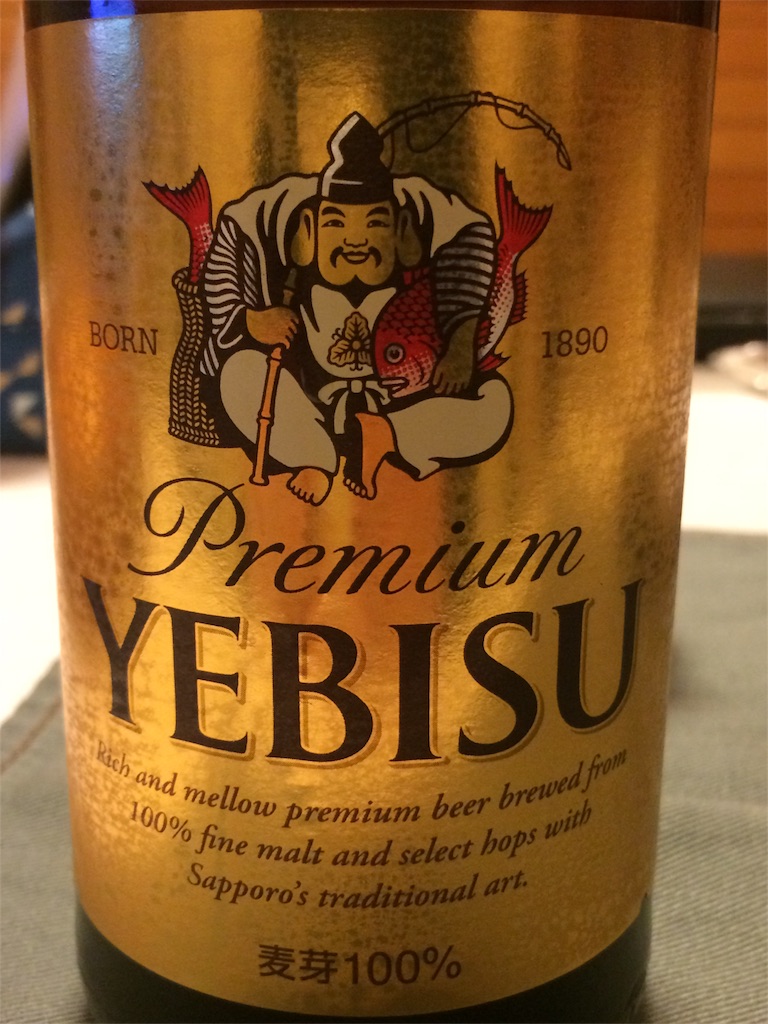 BORN 1890
Premium
YEBISU
Rich and mellow premium beer brewed from
100% fine malt and select hops with
Sapporo's traditional art.
麦芽100%